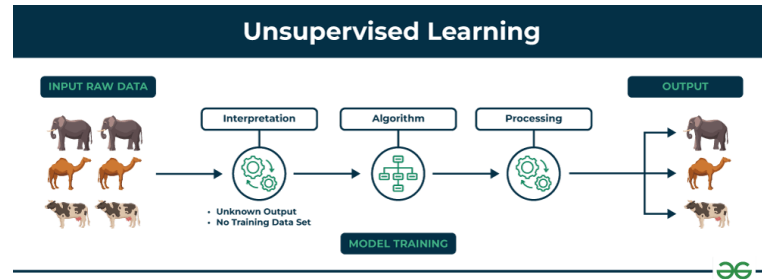 Unsupervised Learning
INPUT RAW DATA
OUTPUT
Interpretation
Algorithm
Processing
• Unknown Output
• No Training Data Set
MODEL TRAINING